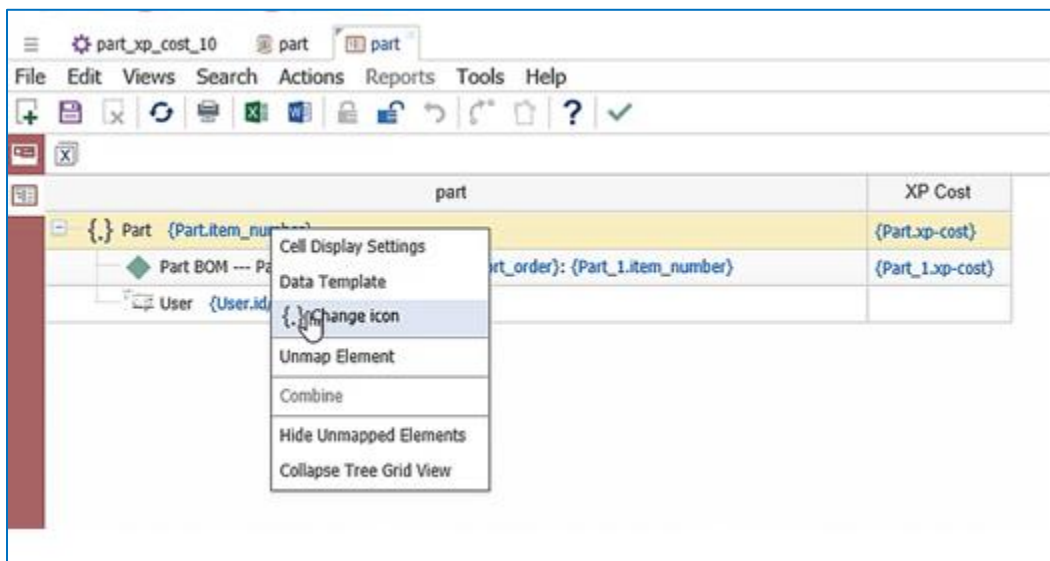 part_xp_cost_10 part part
File Edit Views Search Actions Reports Tools Help
part XP Cost
{.} Part {Part.item_number} {Part.xp-cost}
Part BOM --- Pa rt_order}: {Part_1.item_number} {Part_1.xp-cost}
User {User.id/
Cell Display Settings
Data Template
{.} Change icon
Unmap Element
Combine
Hide Unmapped Elements
Collapse Tree Grid View